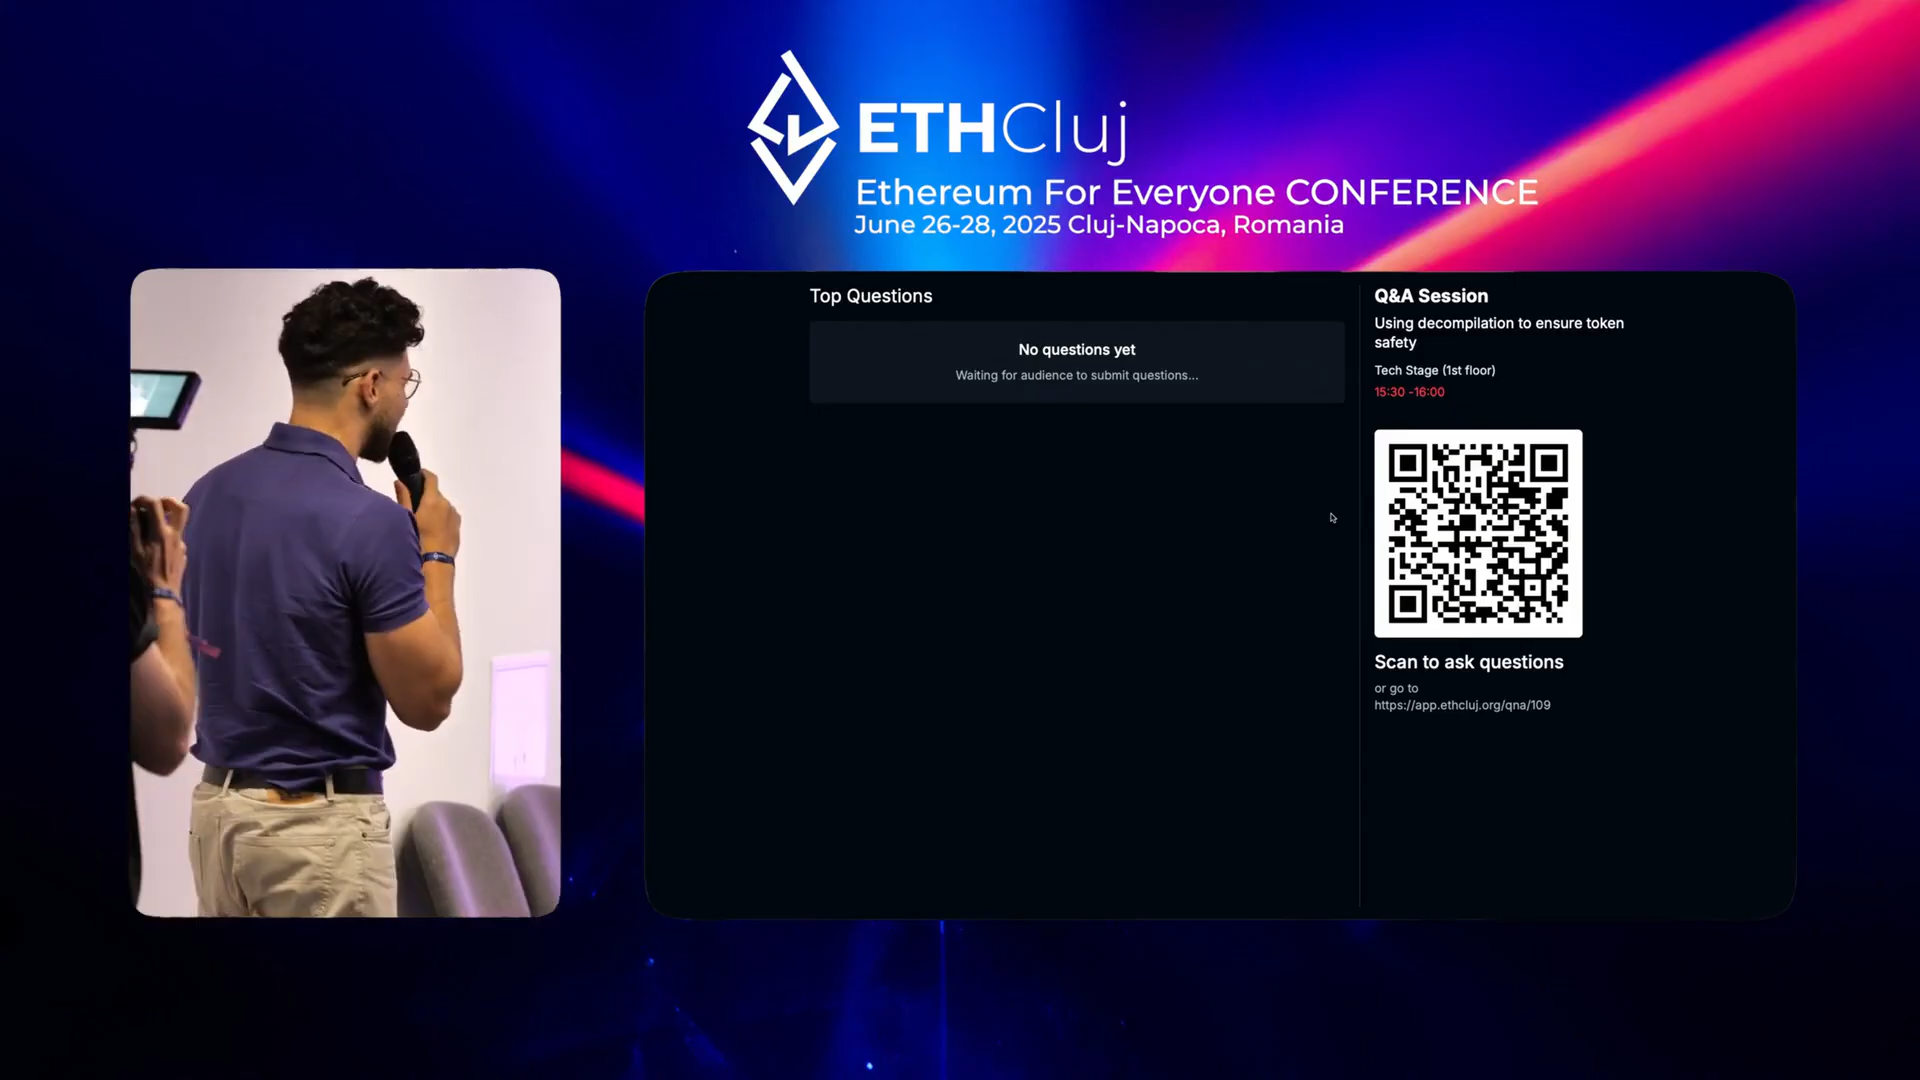 ETHCluj
Ethereum For Everyone CONFERENCE
June 26-28, 2025 Cluj-Napoca, Romania
Top Questions
No questions yet
Waiting for audience to submit questions...
Q&A Session
Using decompilation to ensure token
safety
Tech Stage (1st floor)
15:30 -16:00
Scan to ask questions
or go to
https://app.ethcluj.org/qna/109